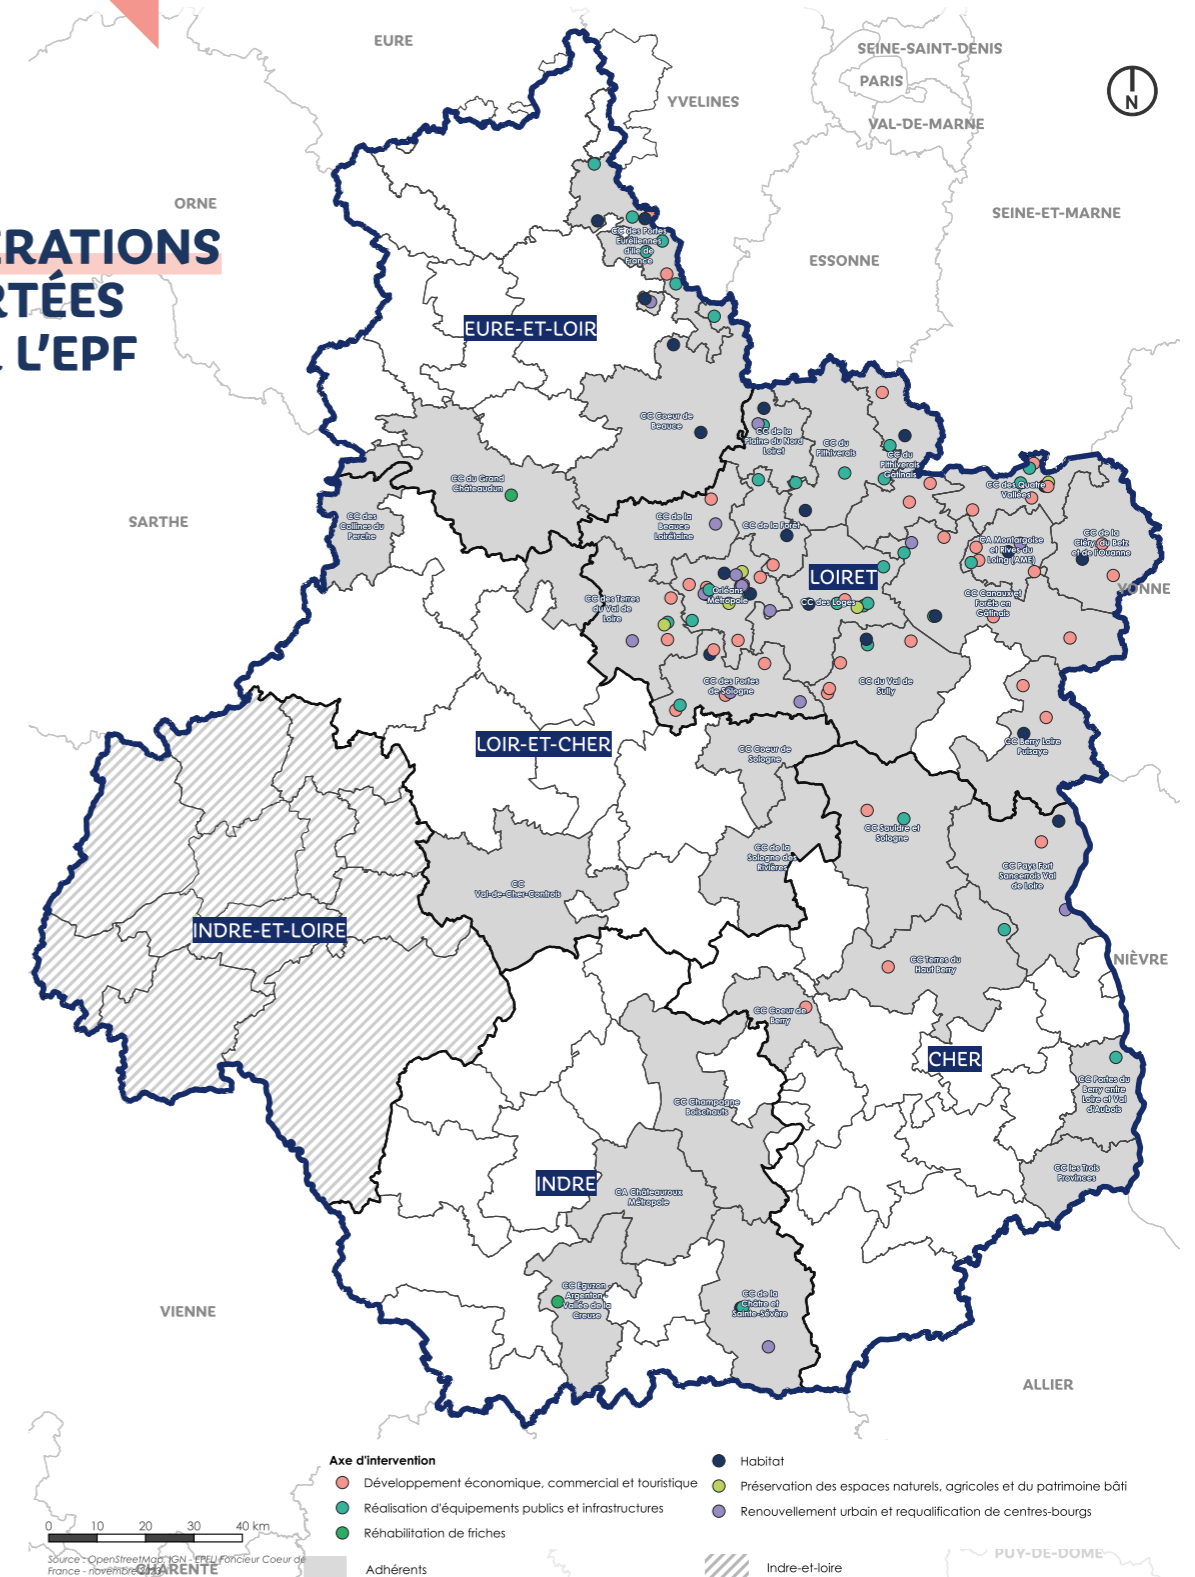 EURE
SEINE-SAINT-DENIS
PARIS
YVELINES
VAL-DE-MARNE
N
ORNE
SEINE-ET-MARNE
ÉRATIONS
RTÉES
L'EPF
ESSONNE
CC des Portes
Euréliennes
d'Île de
France
EURE-ET-LOIR
CC Coeur de
Beauce
CC de la
Plaine du Nord
Loiret
CC du
Pithiverais
CC du
Pithiverais
Gâtinais
CC du Grand
Châteaudun
CC des Quatre
Vallées
SARTHE
CC des
Collines du
Perche
CC de la
Beauce
Loirétaine
CC de la Forêt
CA Montargoise
et Rives du
Loing (AME)
CC de la
Cléry, du Betz
et de l'Ouanne
LOIRET
YONNE
CC des Terres
du Val de
Loire
Orléans
Métropole
CC des Loges
CC Canaux et
Forêts en
Gâtinais
CC des Portes
de Sologne
CC du Val de
Sully
LOIR-ET-CHER
CC Coeur de
Sologne
CC Berry Loire
Puisaye
CC Sauldre et
Sologne
CC de la
Sologne des
Rivières
CC Pays Fort
Sancerrois Val
de Loire
CC
Val-de-Cher-Controis
INDRE-ET-LOIRE
CC Terres du
Haut Berry
NIÈVRE
CC Coeur de
Berry
CHER
CC Portes du
Berry entre
Loire et Val
d'Aubois
CC Champagne
Boischauts
CC les Trois
Provinces
INDRE
CA Châteauroux
Métropole
CC Eguzon -
Argenton -
Vallée de la
Creuse
CC de la
Châtre et
Sainte-Sévère
VIENNE
ALLIER
Axe d'intervention
Développement économique, commercial et touristique
Réalisation d'équipements publics et infrastructures
Réhabilitation de friches
Habitat
Préservation des espaces naturels, agricoles et du patrimoine bâti
Renouvellement urbain et requalification de centres-bourgs
0 10 20 30 40 km
Source : OpenStreetMap, IGN - EPFLI Foncier Coeur de
France - novembre
CHARENTE
PUY-DE-DÔME
Adhérents
Indre-et-loire